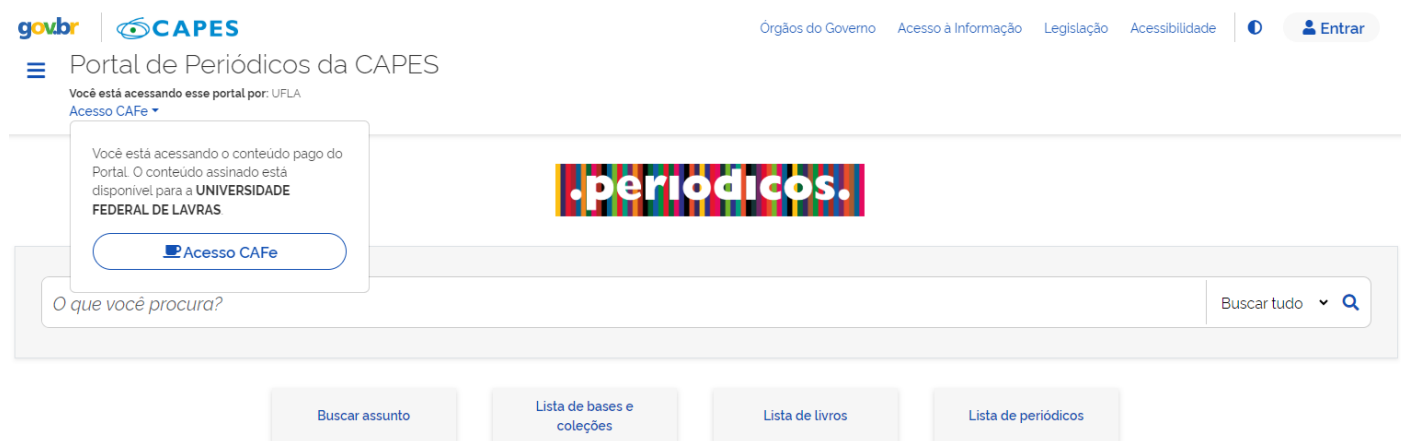 gov.br
CAPES
Órgãos do Governo Acesso à Informação Legislação Acessibilidade Entrar
Portal de Periódicos da CAPES
Você está acessando esse portal por: UFLA
Acesso CAFe
Você está acessando o conteúdo pago do
Portal. O conteúdo assinado está
disponível para a UNIVERSIDADE
FEDERAL DE LAVRAS
Acesso CAFe
.periodicos.
O que você procura? Buscar tudo
Buscar assunto
Lista de bases e
coleções
Lista de livros
Lista de periódicos